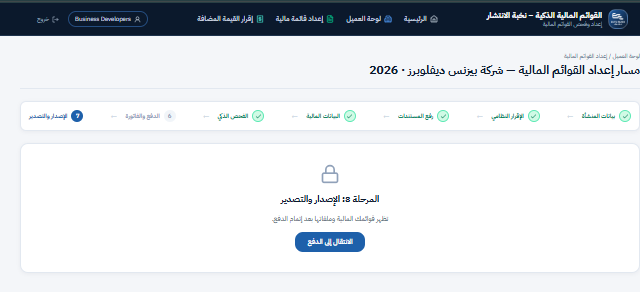 القوائم المالية الذكية – نخبة الانتشار
إعداد وفحص القوائم المالية
الرئيسية
لوحة العميل
إعداد قائمة مالية
إقرار القيمة المضافة
Business Developers
خروج
لوحة العميل / إعداد القوائم المالية
مسار إعداد القوائم المالية — شركة بيزنس ديفلوبرز · 2026
بيانات المنشأة ← الإقرار النظامي ← رفع المستندات ← البيانات المالية ← الفحص الذكي ← 6 الدفع والفاتورة ← 7 الإصدار والتصدير
المرحلة 8: الإصدار والتصدير
تظهر قوائمك المالية وملفاتها بعد إتمام الدفع.
الانتقال إلى الدفع